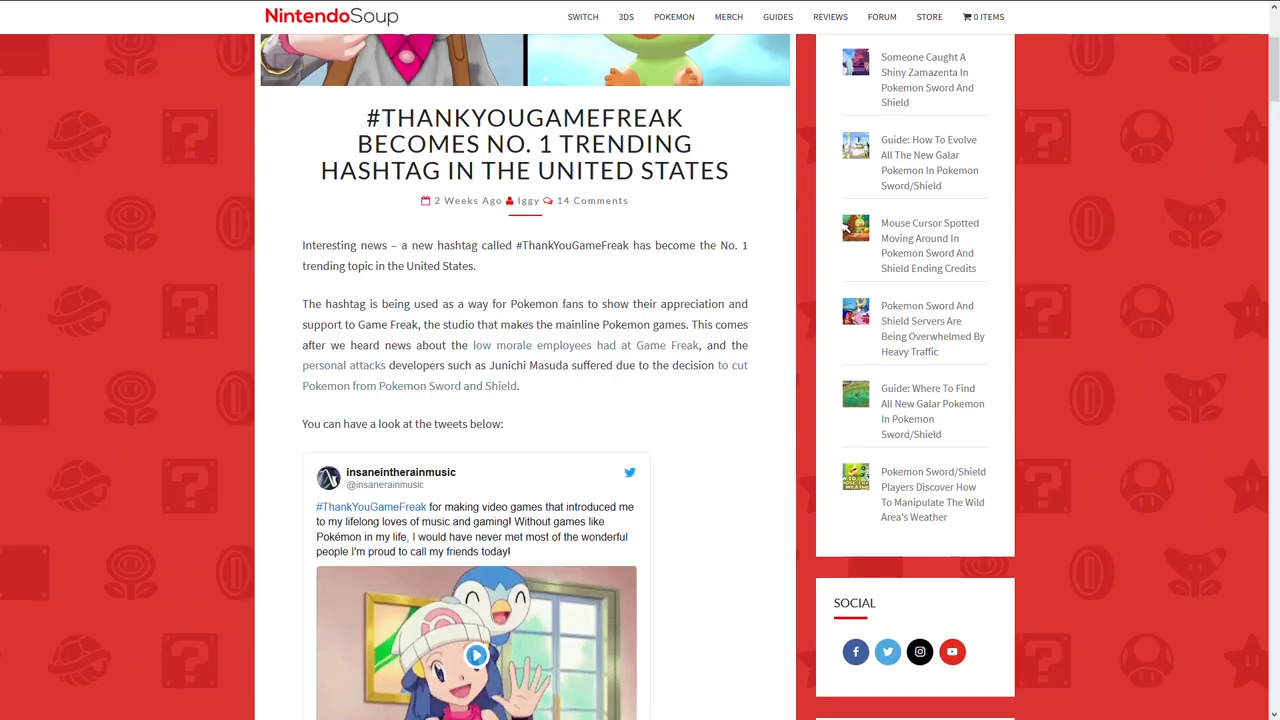 NintendoSoup
SWITCH 3DS POKEMON MERCH GUIDES REVIEWS FORUM STORE 0 ITEMS
#THANKYOUGAMEFREAK
BECOMES NO. 1 TRENDING
HASHTAG IN THE UNITED STATES
2 Weeks Ago Iggy 14 Comments
Interesting news – a new hashtag called #ThankYouGameFreak has become the No. 1
trending topic in the United States.
The hashtag is being used as a way for Pokemon fans to show their appreciation and
support to Game Freak, the studio that makes the mainline Pokemon games. This comes
after we heard news about the low morale employees had at Game Freak, and the
personal attacks developers such as Junichi Masuda suffered due to the decision to cut
Pokemon from Pokemon Sword and Shield.
You can have a look at the tweets below:
insaneintherainmusic
@insanerainmusic
#ThankYouGameFreak for making video games that introduced me
to my lifelong loves of music and gaming! Without games like
Pokémon in my life, I would have never met most of the wonderful
people I'm proud to call my friends today!
Someone Caught A
Shiny Zamazenta In
Pokemon Sword And
Shield
Guide: How To Evolve
All The New Galar
Pokemon In Pokemon
Sword/Shield
Mouse Cursor Spotted
Moving Around In
Pokemon Sword And
Shield Ending Credits
Pokemon Sword And
Shield Servers Are
Being Overwhelmed By
Heavy Traffic
Guide: Where To Find
All New Galar Pokemon
In Pokemon
Sword/Shield
Pokemon Sword/Shield
Players Discover How
To Manipulate The Wild
Area's Weather
SOCIAL